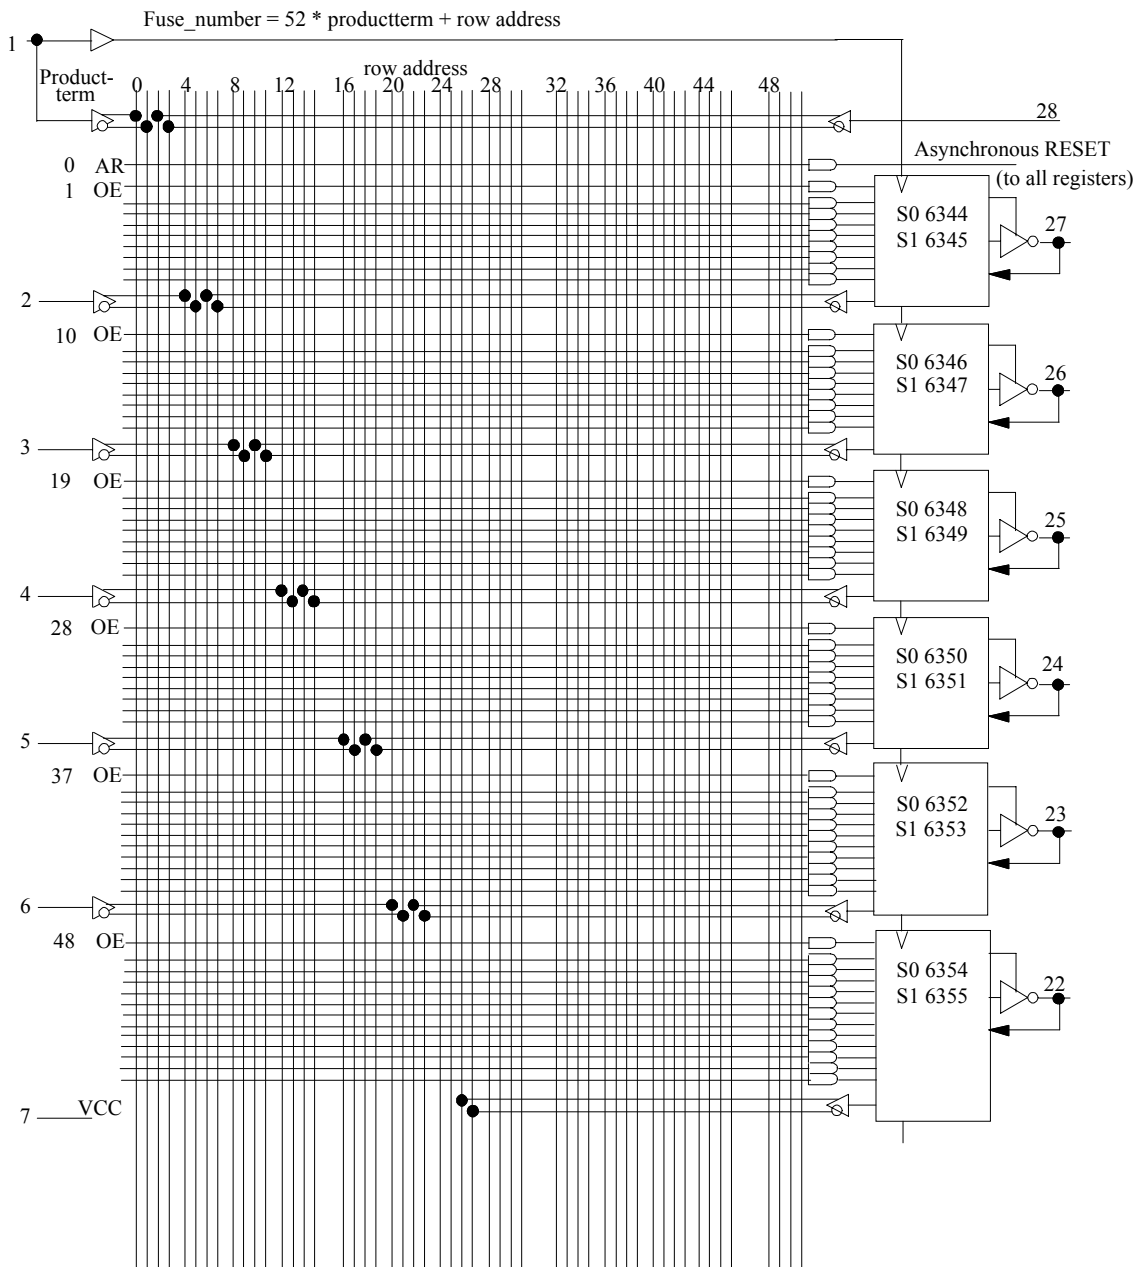 Fuse_number = 52 * productterm + row address
1
row address
Product-
term
0 4 8 12 16 20 24 28 32 36 40 44 48
28
Asynchronous RESET
(to all registers)
0 AR
1 OE
S0 6344
S1 6345
27
2
10 OE
S0 6346
S1 6347
26
3
19 OE
S0 6348
S1 6349
25
4
28 OE
S0 6350
S1 6351
24
5
37 OE
S0 6352
S1 6353
23
6
48 OE
S0 6354
S1 6355
22
7 VCC